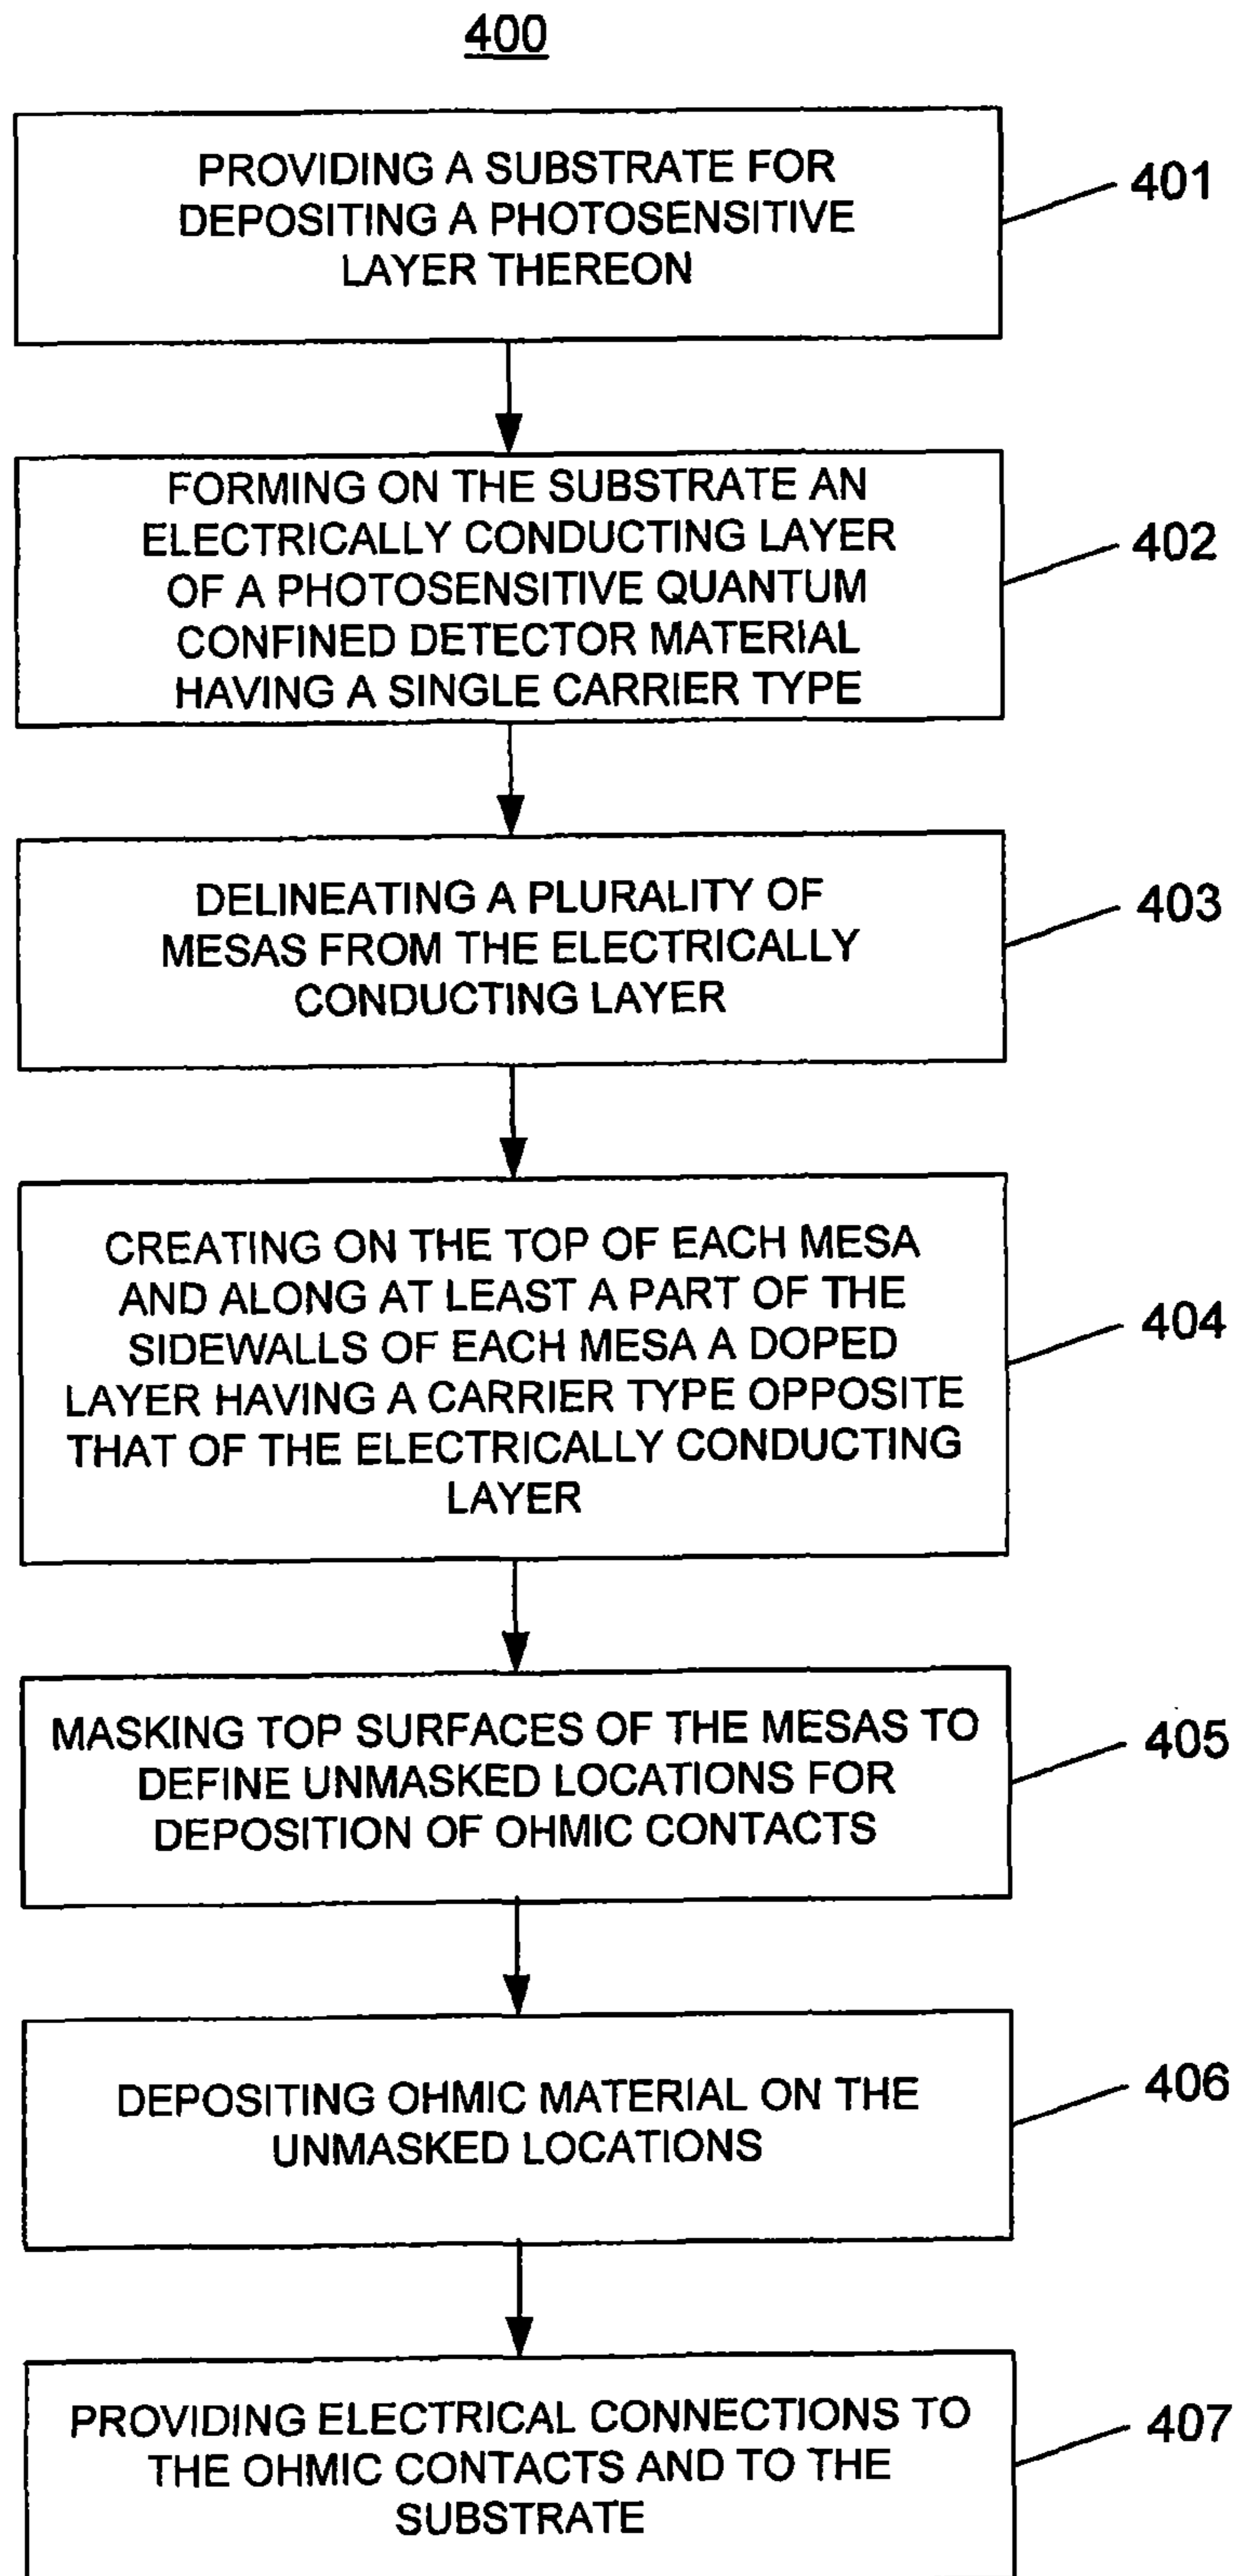 400
PROVIDING A SUBSTRATE FOR
DEPOSITING A PHOTOSENSITIVE
LAYER THEREON
401
FORMING ON THE SUBSTRATE AN
ELECTRICALLY CONDUCTING LAYER
OF A PHOTOSENSITIVE QUANTUM
CONFINED DETECTOR MATERIAL
HAVING A SINGLE CARRIER TYPE
402
DELINEATING A PLURALITY OF
MESAS FROM THE ELECTRICALLY
CONDUCTING LAYER
403
CREATING ON THE TOP OF EACH MESA
AND ALONG AT LEAST A PART OF THE
SIDEWALLS OF EACH MESA A DOPED
LAYER HAVING A CARRIER TYPE OPPOSITE
THAT OF THE ELECTRICALLY CONDUCTING
LAYER
404
MASKING TOP SURFACES OF THE MESAS TO
DEFINE UNMASKED LOCATIONS FOR
DEPOSITION OF OHMIC CONTACTS
405
DEPOSITING OHMIC MATERIAL ON THE
UNMASKED LOCATIONS
406
PROVIDING ELECTRICAL CONNECTIONS TO
THE OHMIC CONTACTS AND TO THE
SUBSTRATE
407